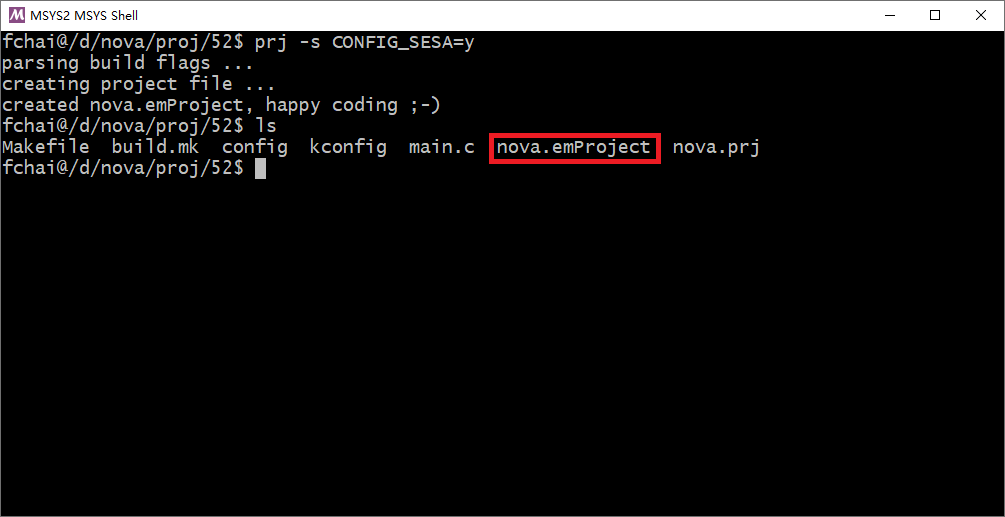 MSYS2 MSYS Shell
fchai@/d/nova/proj/52$ prj -s CONFIG_SESA=y
parsing build flags ...
creating project file ...
created nova.emProject, happy coding ;-)
fchai@/d/nova/proj/52$ ls
Makefile  build.mk  config  kconfig  main.c  nova.emProject  nova.prj
fchai@/d/nova/proj/52$